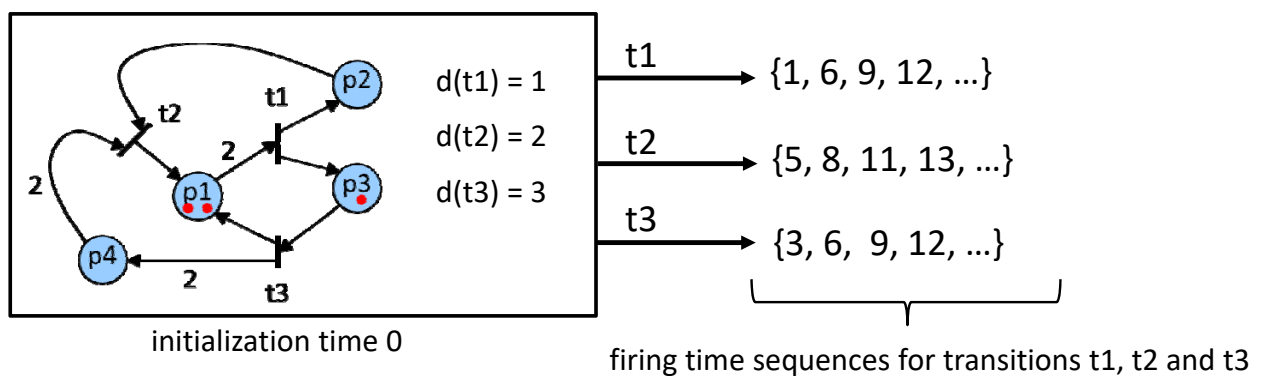 p2
d(t1) = 1
t1
t2
2
d(t2) = 2
p1
p3
d(t3) = 3
2
p4
2
t3
initialization time 0
t1
{1, 6, 9, 12, …}
t2
{5, 8, 11, 13, …}
t3
{3, 6, 9, 12, …}
firing time sequences for transitions t1, t2 and t3